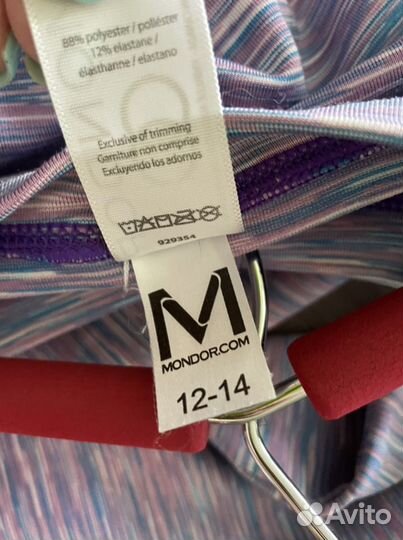 88% polyester / poliéster
12% elastane /
élasthanne / elastano
Exclusive of trimming
Garniture non comprise
Excluyendo los adornos
929354
M
MONDOR.COM
12-14
Avito